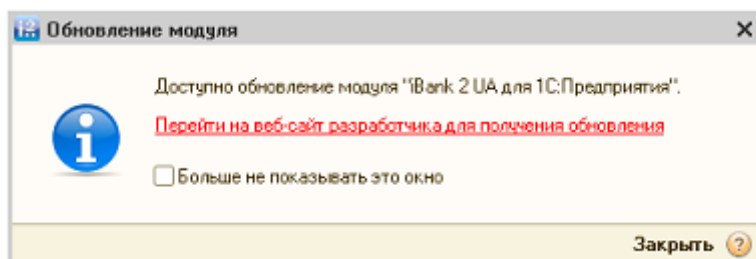 Обновление модуля
Доступно обновление модуля "iBank 2 UA для 1С:Предприятия".
Перейти на веб-сайт разработчика для получения обновления
Больше не показывать это окно
Закрыть ?